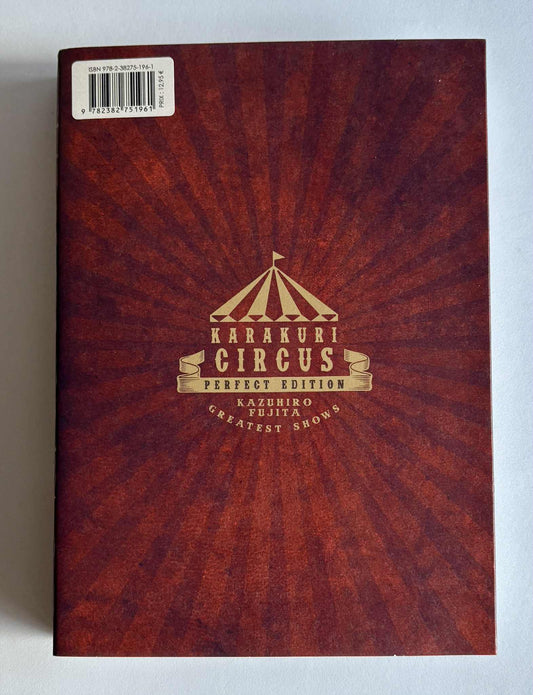 ISBN 978-2-38275-196-1
9 782382 751961
PRIX : 12,95 €
KARAKURI
CIRCUS
PERFECT EDITION
KAZUHIRO
FUJITA
GREATEST SHOWS